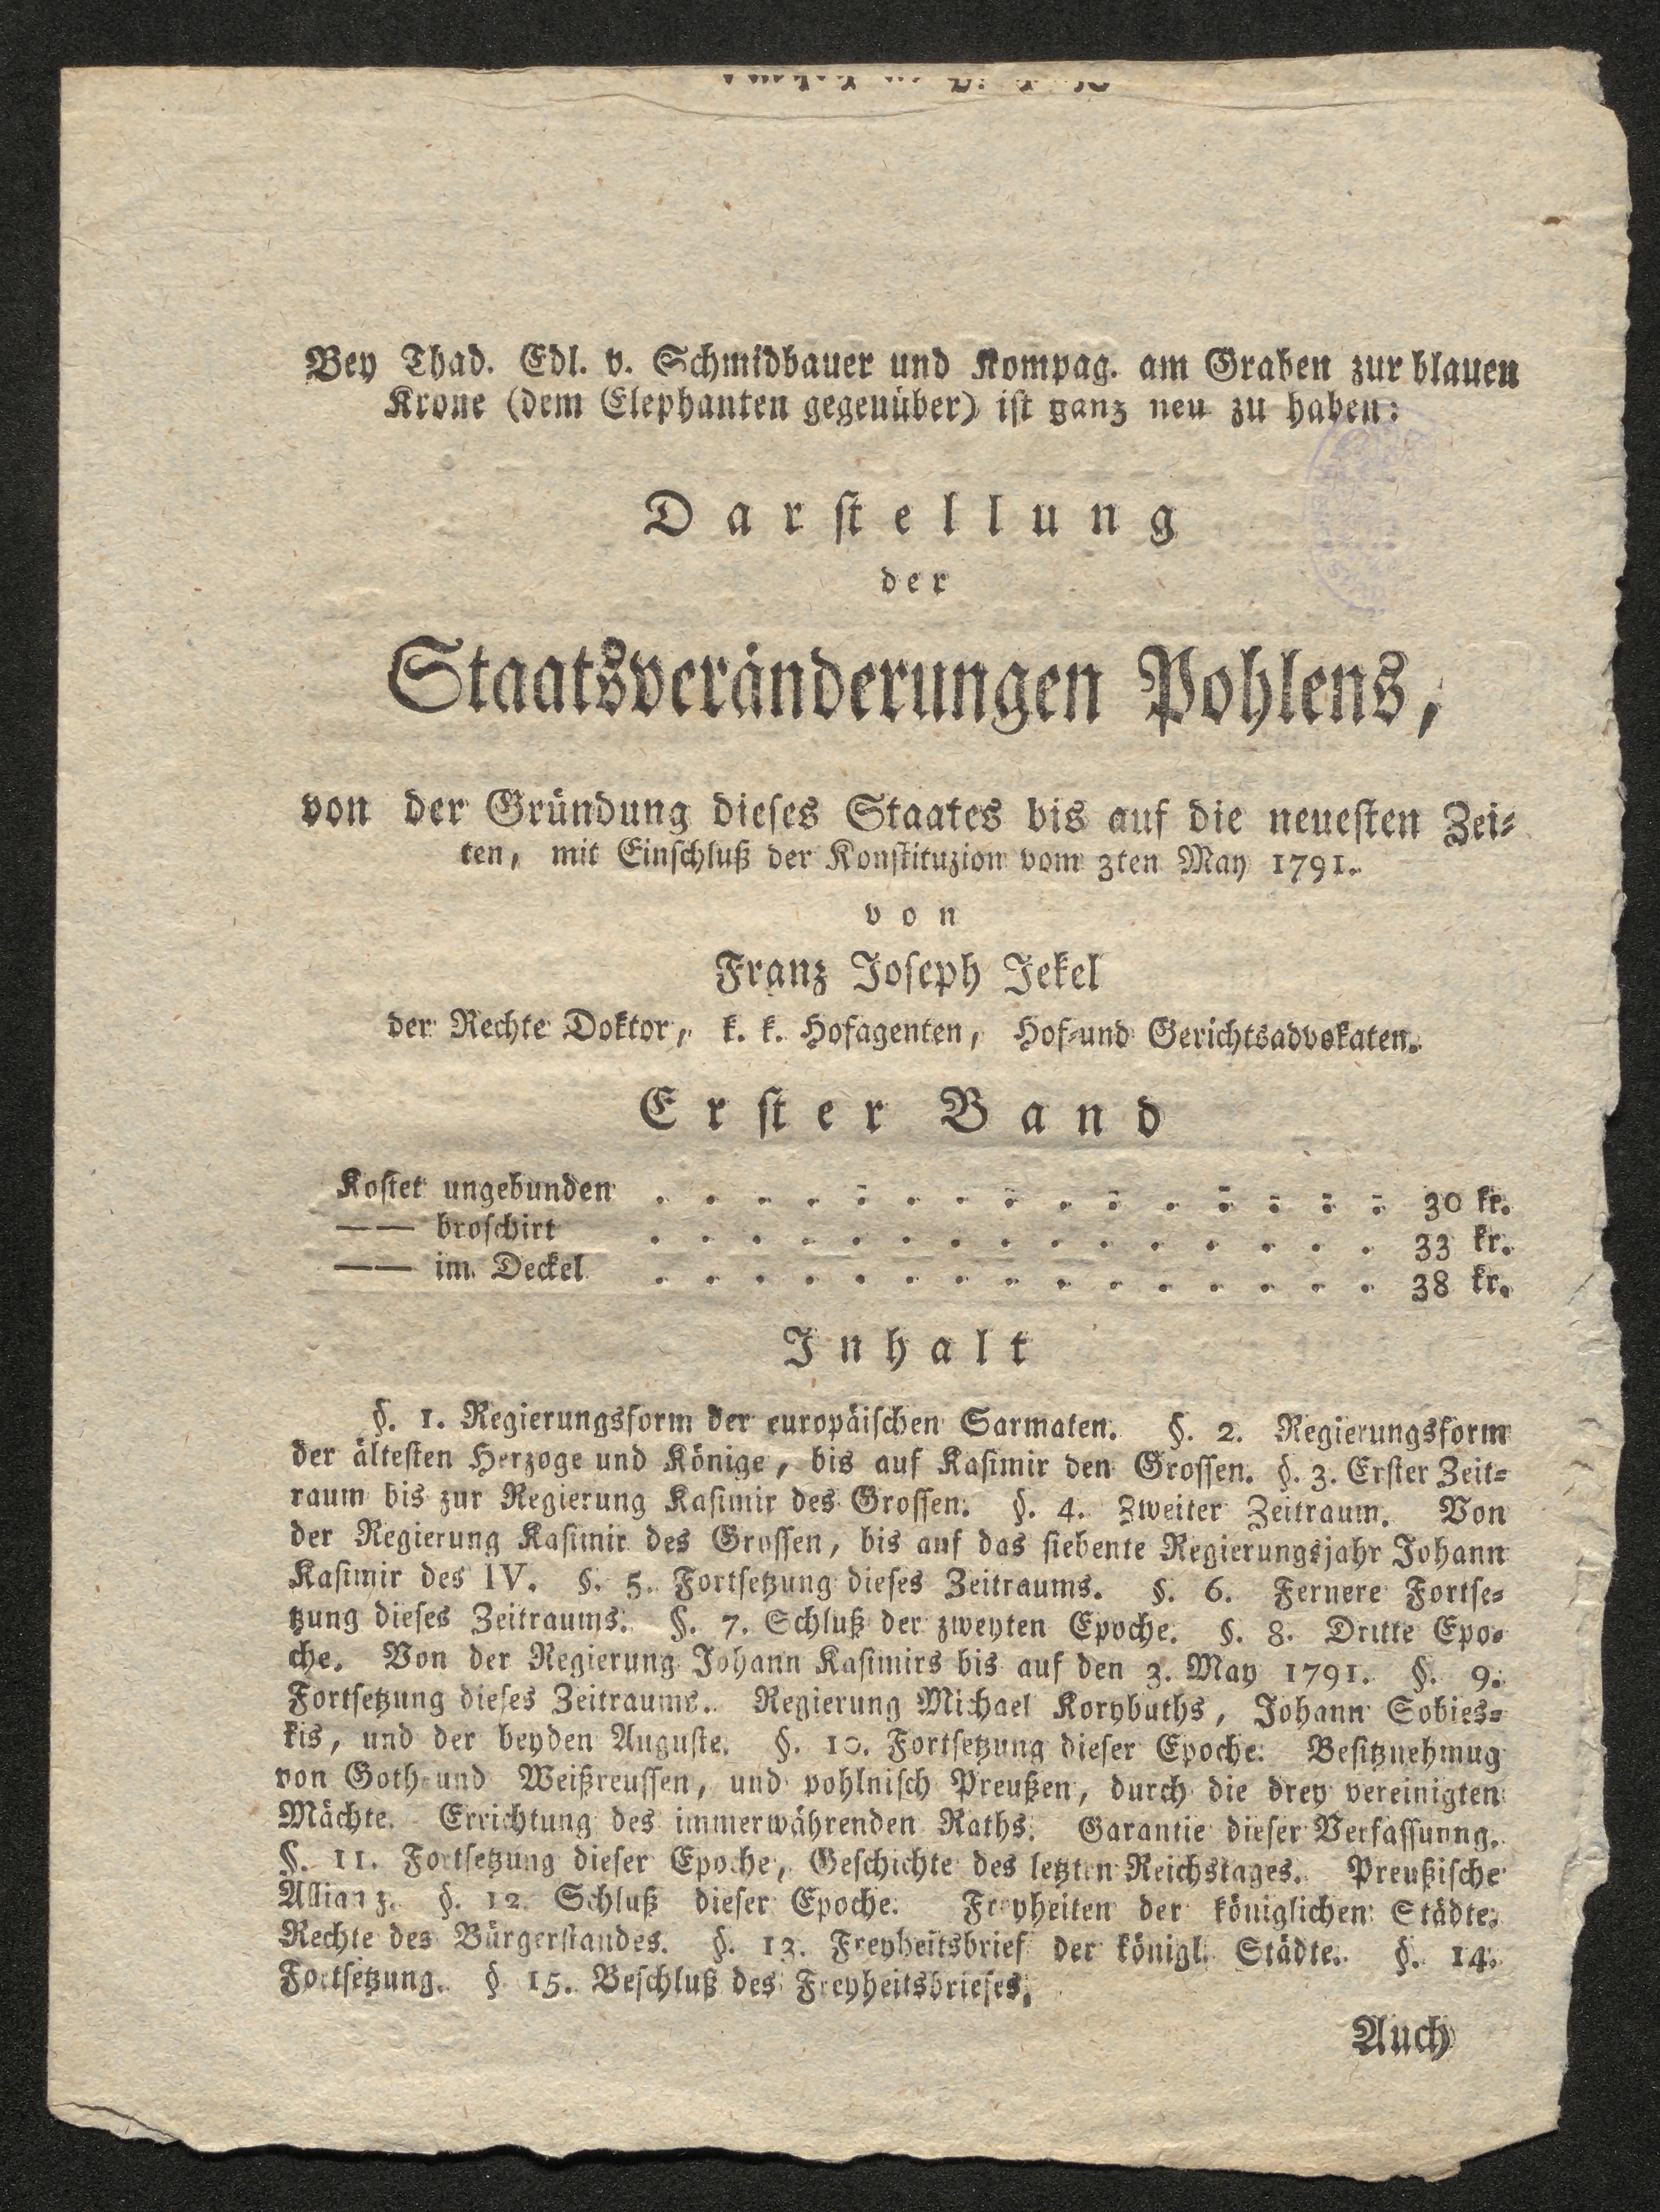 Bey Thad. Edl. v. Schmidbauer und Kompag. am Graben zur blauen
Krone (dem Elephanten gegenüber) ist ganz neu zu haben:
Darstellung
der
Staatsveränderungen Pohlens,
von der Gründung dieses Staates bis auf die neuesten Zei-
ten, mit Einschluß der Konstituzion vom 3ten May 1791.
von
Franz Joseph Jekel
der Rechte Doktor, k. k. Hofagenten, Hof-und Gerichtsadvokaten.
Erster Band
Kostet ungebunden . . . . . . . . . . . . . . . 30 kr.
—— broschirt . . . . . . . . . . . . . . . 33 kr.
—— im Deckel . . . . . . . . . . . . . . . 38 kr.
Inhalt
§. 1. Regierungsform der europäischen Sarmaten. §. 2. Regierungsform
der ältesten Herzoge und Könige, bis auf Kasimir den Grossen. §. 3. Erster Zeit-
raum bis zur Regierung Kasimir des Grossen. §. 4. Zweiter Zeitraum. Von
der Regierung Kasimir des Grossen, bis auf das siebente Regierungsjahr Johann
Kasimir des IV. §. 5. Fortsetzung dieses Zeitraums. §. 6. Fernere Fortse-
tzung dieses Zeitraums. §. 7. Schluß der zweyten Epoche. §. 8. Dritte Epo-
che. Von der Regierung Johann Kasimirs bis auf den 3. May 1791. §. 9.
Fortsetzung dieses Zeitraums. Regierung Michael Korybuths, Johann Sobies-
kis, und der beyden Auguste. §. 10. Fortsetzung dieser Epoche. Besitznehmug
von Goth-und Weißreussen, und pohlnisch Preußen, durch die drey vereinigten
Mächte. Errichtung des immerwährenden Raths. Garantie dieser Verfassunng.
§. 11. Fortsetzung dieser Epoche, Geschichte des letzten Reichstages. Preußische
Allianz. §. 12 Schluß dieser Epoche. Freyheiten der königlichen Städte.
Rechte des Bürgerstandes. §. 13. Freyheitsbrief der königl. Städte. §. 14.
Fortsetzung. § 15. Beschluß des Freyheitsbriefes.
Auch